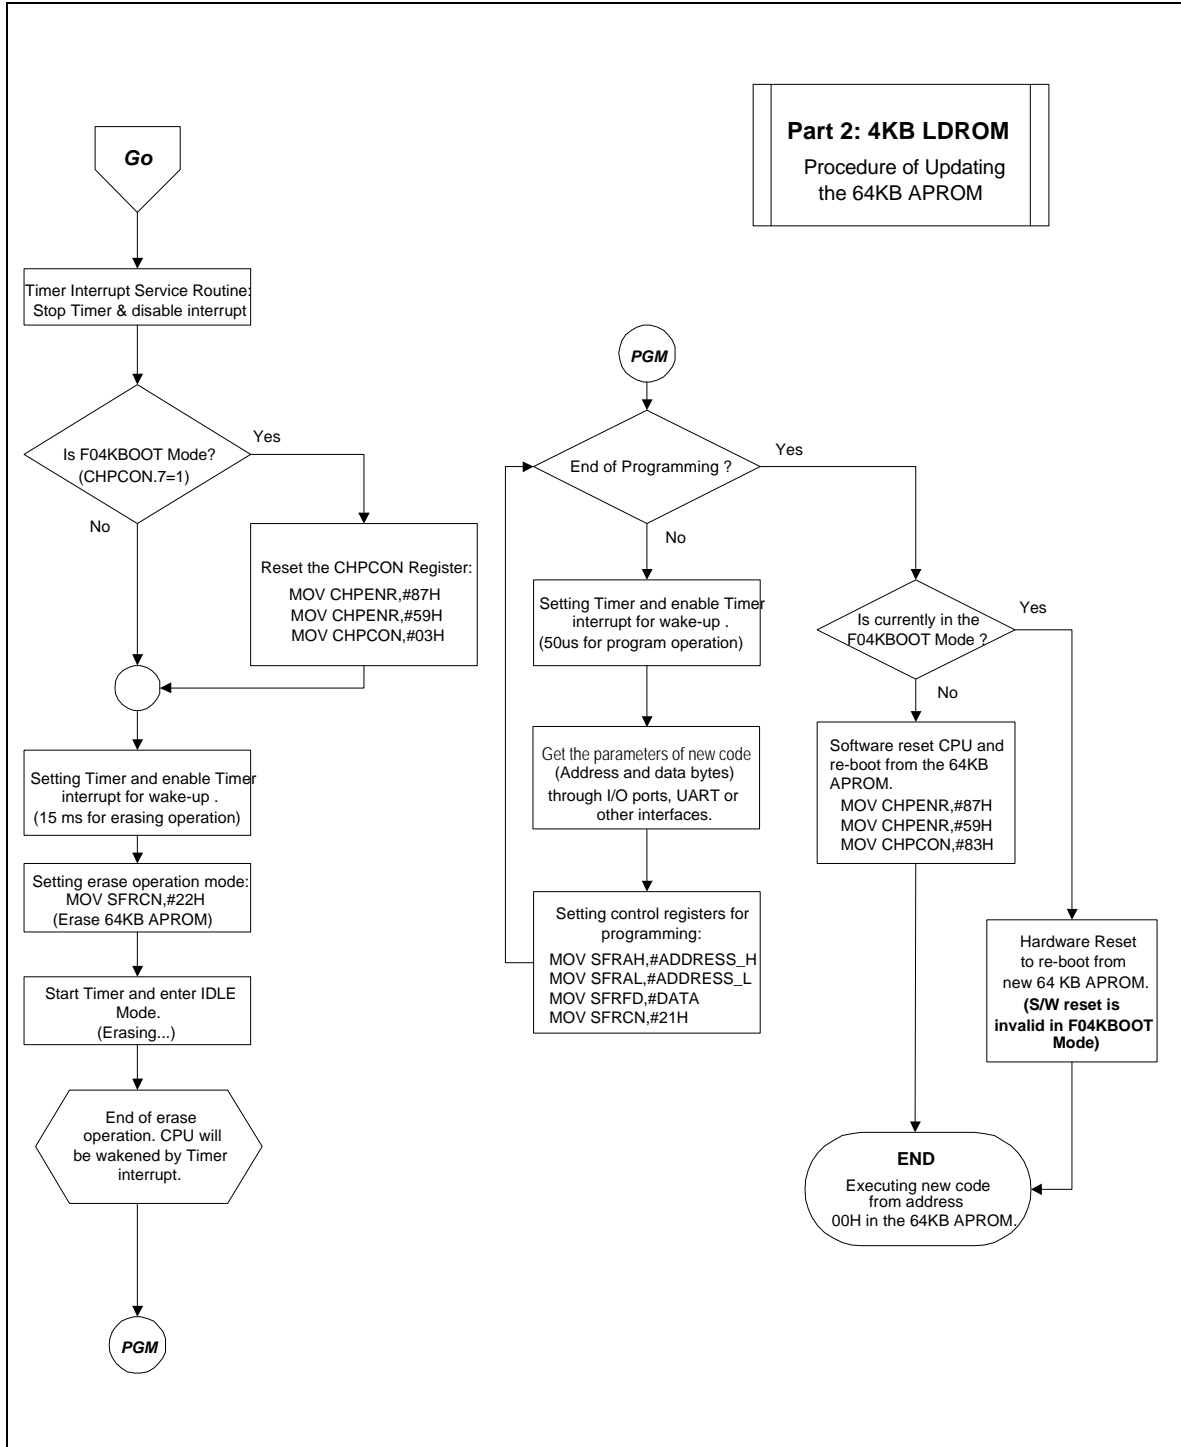 Part 2: 4KB LDROM
Procedure of Updating
the 64KB APROM
Go
Timer Interrupt Service Routine:
Stop Timer & disable interrupt
Is F04KBOOT Mode?
(CHPCON.7=1)
Yes
No
Reset the CHPCON Register:
MOV CHPENR,#87H
MOV CHPENR,#59H
MOV CHPCON,#03H
Setting Timer and enable Timer
interrupt for wake-up .
(15 ms for erasing operation)
Setting erase operation mode:
MOV SFRCN,#22H
(Erase 64KB APROM)
Start Timer and enter IDLE
Mode.
(Erasing...)
End of erase
operation. CPU will
be wakened by Timer
interrupt.
PGM
PGM
End of Programming ?
Yes
No
Setting Timer and enable Timer
interrupt for wake-up .
(50us for program operation)
Get the parameters of new code
(Address and data bytes)
through I/O ports, UART or
other interfaces.
Setting control registers for
programming:
MOV SFRAH,#ADDRESS_H
MOV SFRAL,#ADDRESS_L
MOV SFRFD,#DATA
MOV SFRCN,#21H
Is currently in the
F04KBOOT Mode ?
Yes
No
Software reset CPU and
re-boot from the 64KB
APROM.
MOV CHPENR,#87H
MOV CHPENR,#59H
MOV CHPCON,#83H
Hardware Reset
to re-boot from
new 64 KB APROM.
(S/W reset is
invalid in F04KBOOT
Mode)
END
Executing new code
from address
00H in the 64KB APROM.